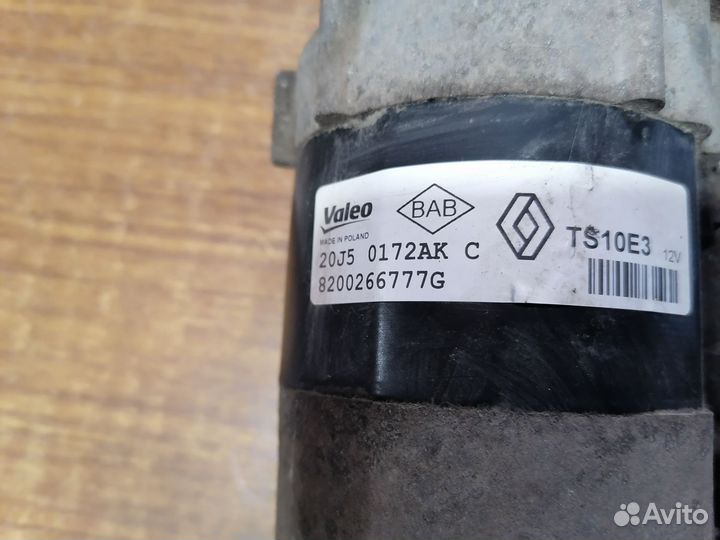 Valeo
BAB
MADE IN POLAND
TS10E3
12V
20J5 0172AK C
8200266777G
Avito